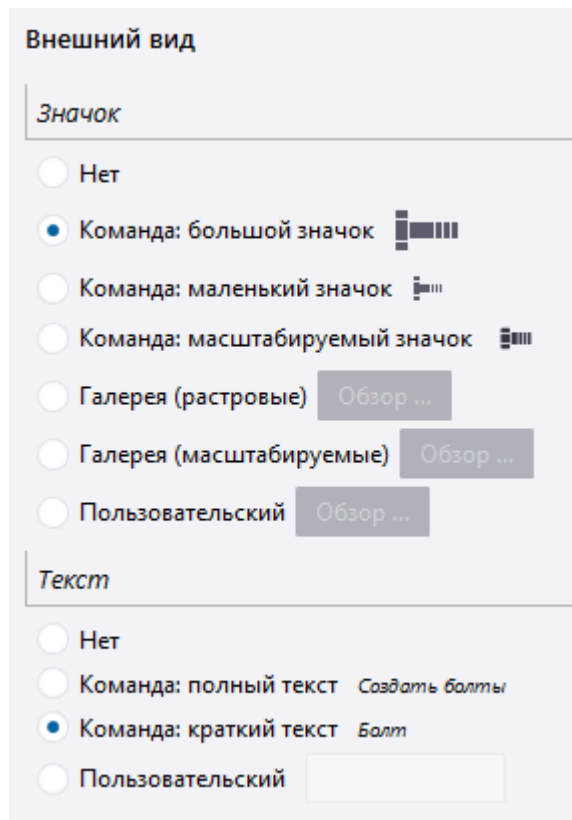 Внешний вид
Значок
Нет
Команда: большой значок
Команда: маленький значок
Команда: масштабируемый значок
Галерея (растровые) Обзор ...
Галерея (масштабируемые) Обзор ...
Пользовательский Обзор ...
Текст
Нет
Команда: полный текст Создать болты
Команда: краткий текст Болт
Пользовательский